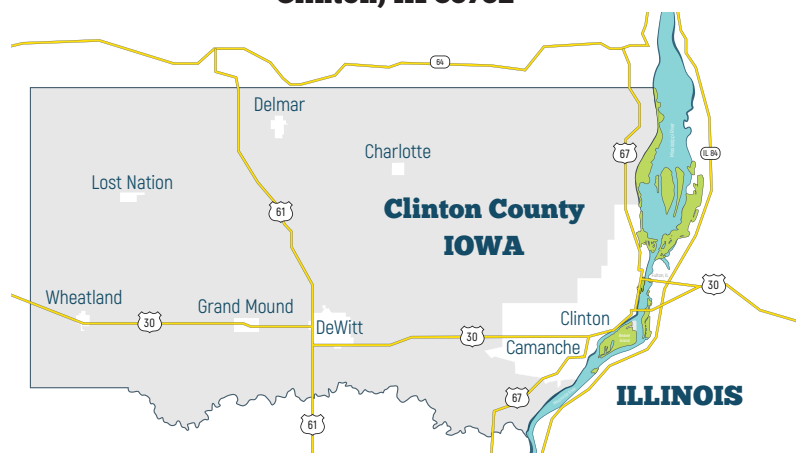 64
Delmar
Charlotte
67
IL 84
Lost Nation
61
Clinton County
IOWA
30
Wheatland
Grand Mound
Clinton
30
DeWitt
30
Camanche
67
ILLINOIS
61